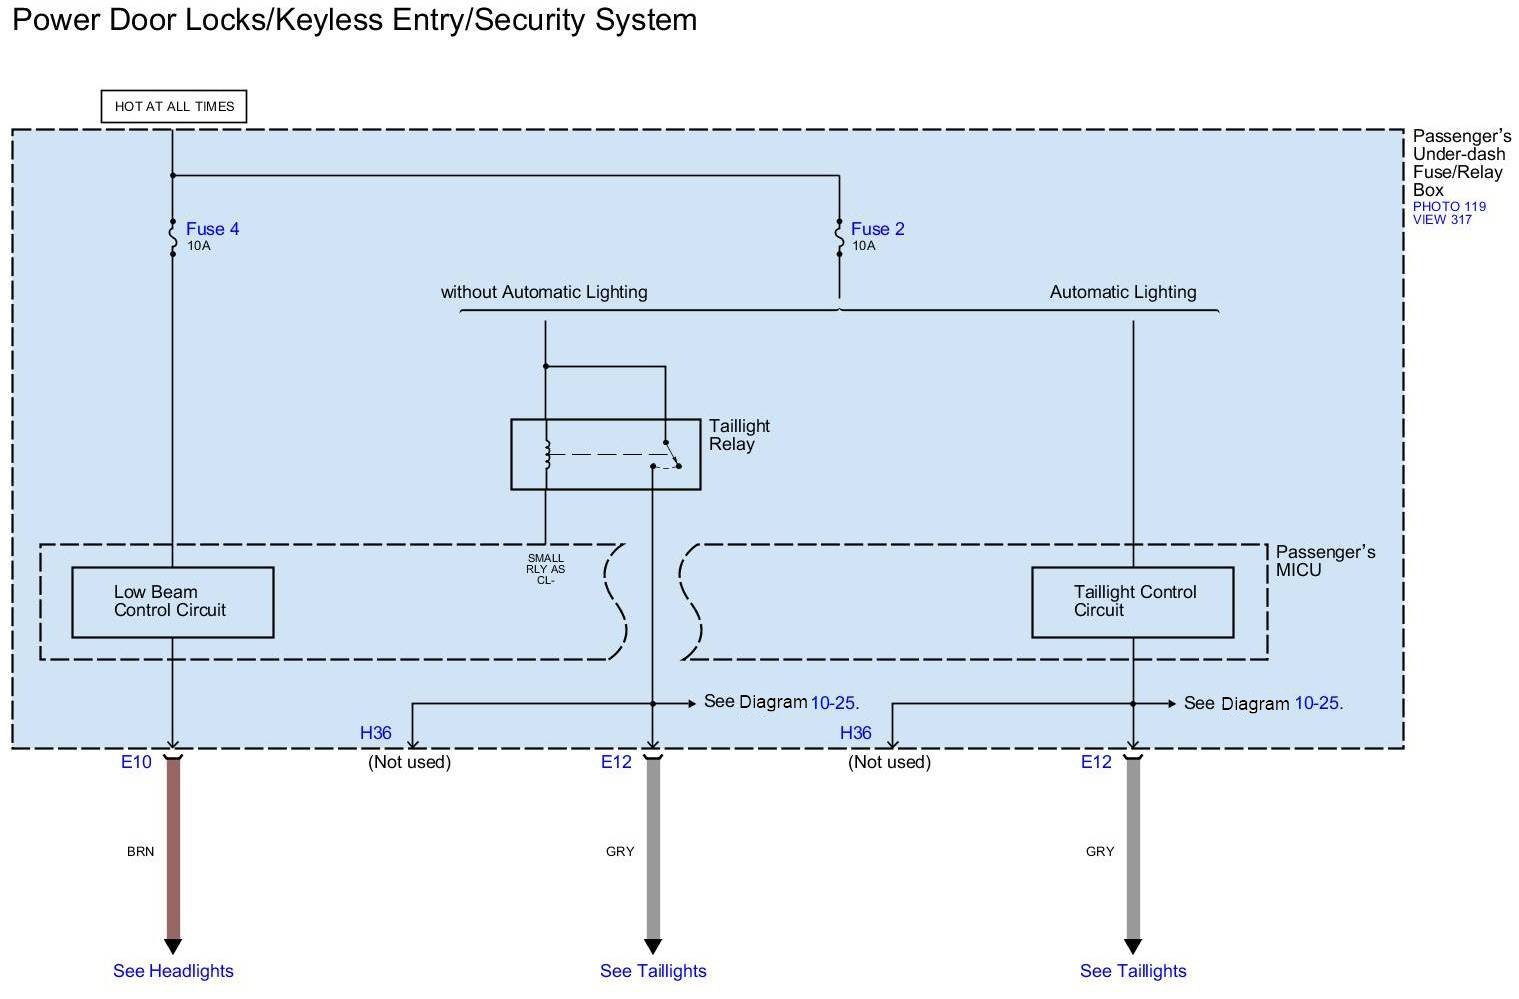 Power Door Locks/Keyless Entry/Security System
HOT AT ALL TIMES
Passenger’s
Under-dash
Fuse/Relay
Box
PHOTO 119
VIEW 317
Fuse 4
10A
Fuse 2
10A
without Automatic Lighting
Automatic Lighting
Taillight
Relay
SMALL
RLY AS
CL-
Passenger’s
MICU
Low Beam
Control Circuit
Taillight Control
Circuit
See Diagram 10-25.
See Diagram 10-25.
H36
H36
E10
(Not used)
E12
(Not used)
E12
BRN
GRY
GRY
See Headlights
See Taillights
See Taillights